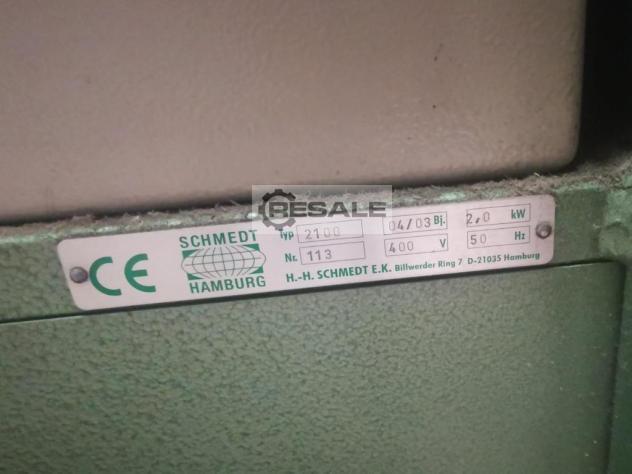 RESALE
CE
SCHMEDT
HAMBURG
Typ 2100 04/03 Bj. 2,0 kW
Nr. 113 400 V 50 Hz
H.-H. SCHMEDT E.K. Billwerder Ring 7 D-21035 Hamburg